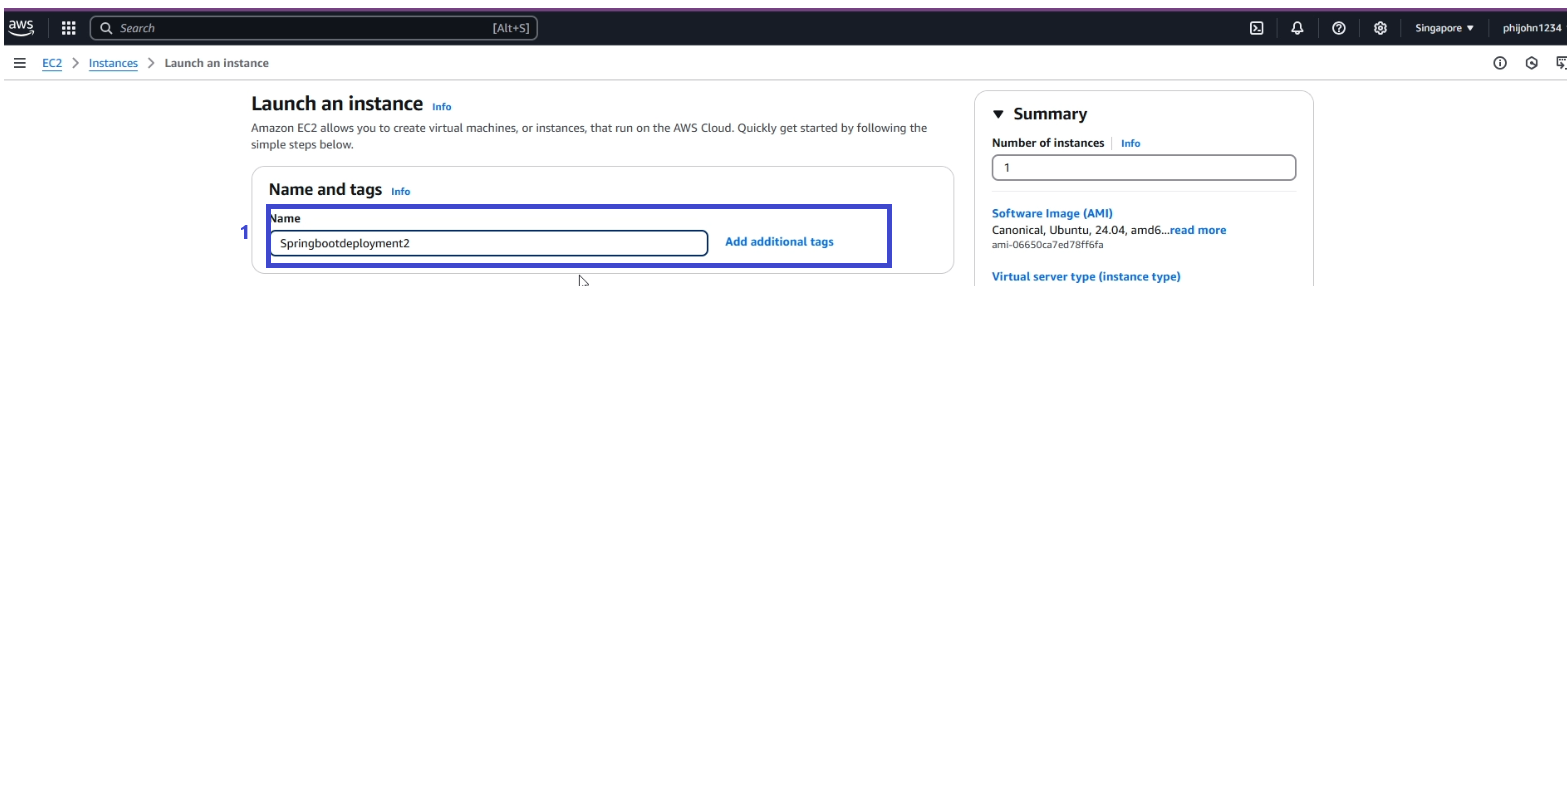 aws
Search [Alt+S]
Singapore ▼
phijohn1234
EC2 > Instances > Launch an instance
Launch an instance Info
Amazon EC2 allows you to create virtual machines, or instances, that run on the AWS Cloud. Quickly get started by following the
simple steps below.
Name and tags Info
1
Name
Springbootdeployment2
Add additional tags
▼ Summary
Number of instances Info
1
Software Image (AMI)
Canonical, Ubuntu, 24.04, amd6...read more
ami-06650ca7ed78ff6fa
Virtual server type (instance type)